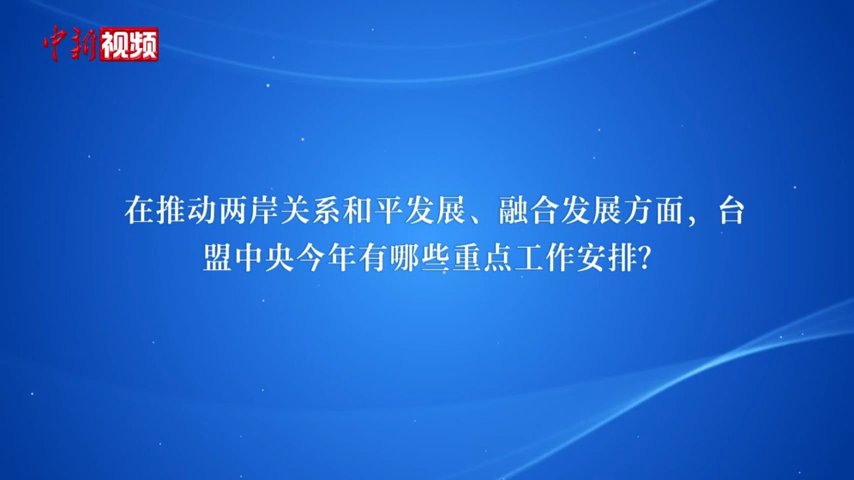 中新视频
在推动两岸关系和平发展、融合发展方面，台
盟中央今年有哪些重点工作安排？